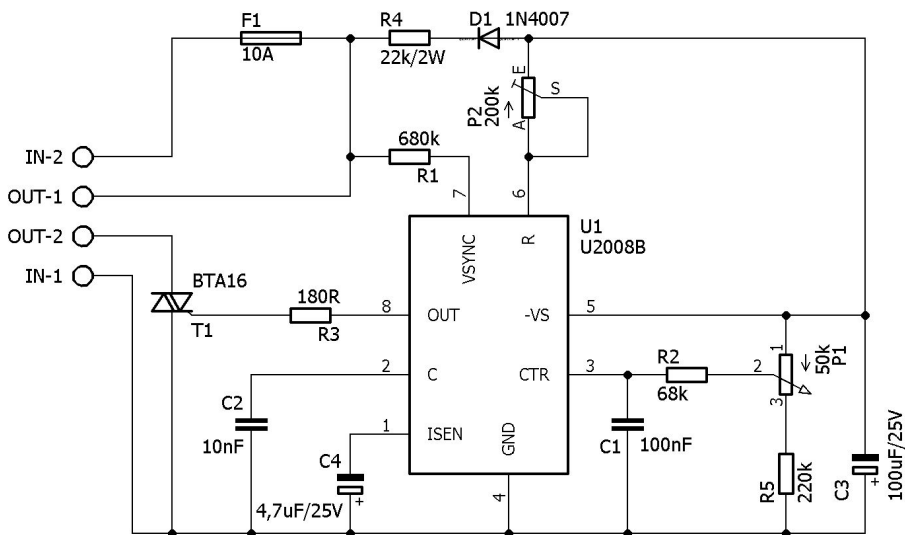 F1
10A
R4
22k/2W
D1
1N4007
E
S
A
P2
200k
680k
R1
IN-2
OUT-1
OUT-2
IN-1
7
6
U1
U2008B
VSYNC
R
BTA16
T1
180R
R3
8
OUT
-VS
5
2
C
CTR
3
R2
68k
2
1
3
50k
P1
C2
10nF
1
ISEN
GND
4
C4
4,7uF/25V
+
C1
100nF
R5
220k
C3
100uF/25V
+